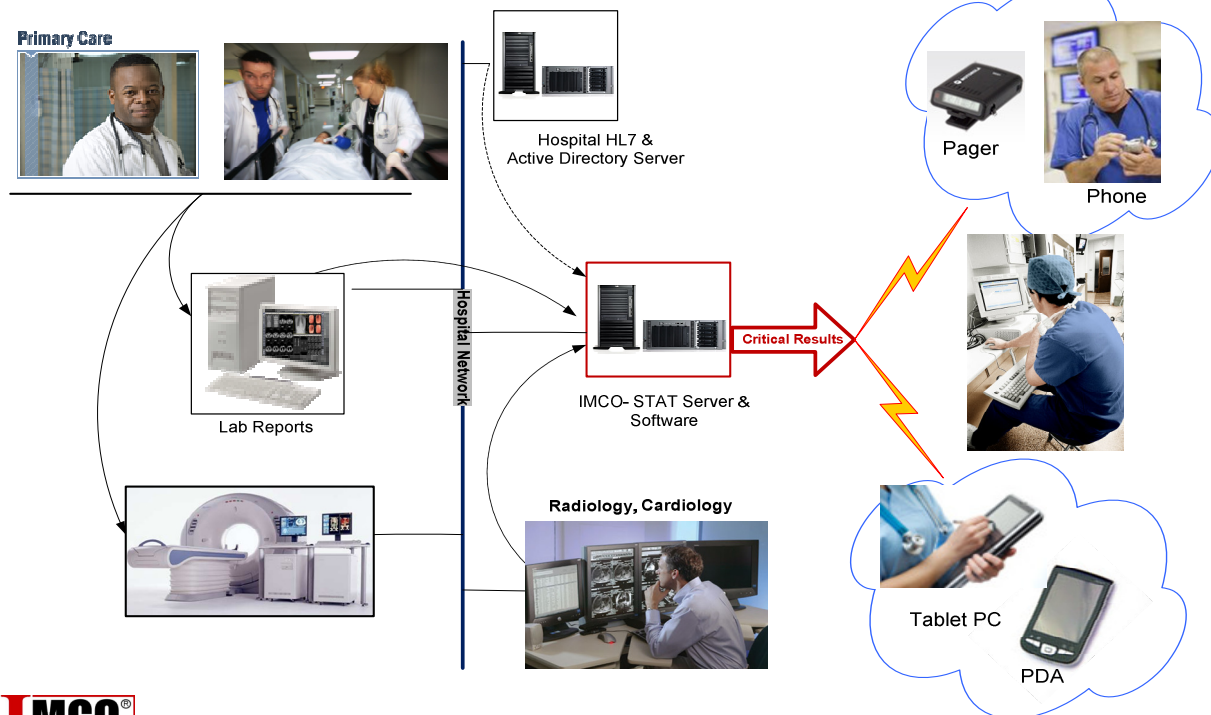 Primary Care
Hospital HL7 &
Active Directory Server
Pager
Phone
Hospital Network
Critical Results
Lab Reports
IMCO- STAT Server &
Software
Radiology, Cardiology
Tablet PC
PDA
IMCO®